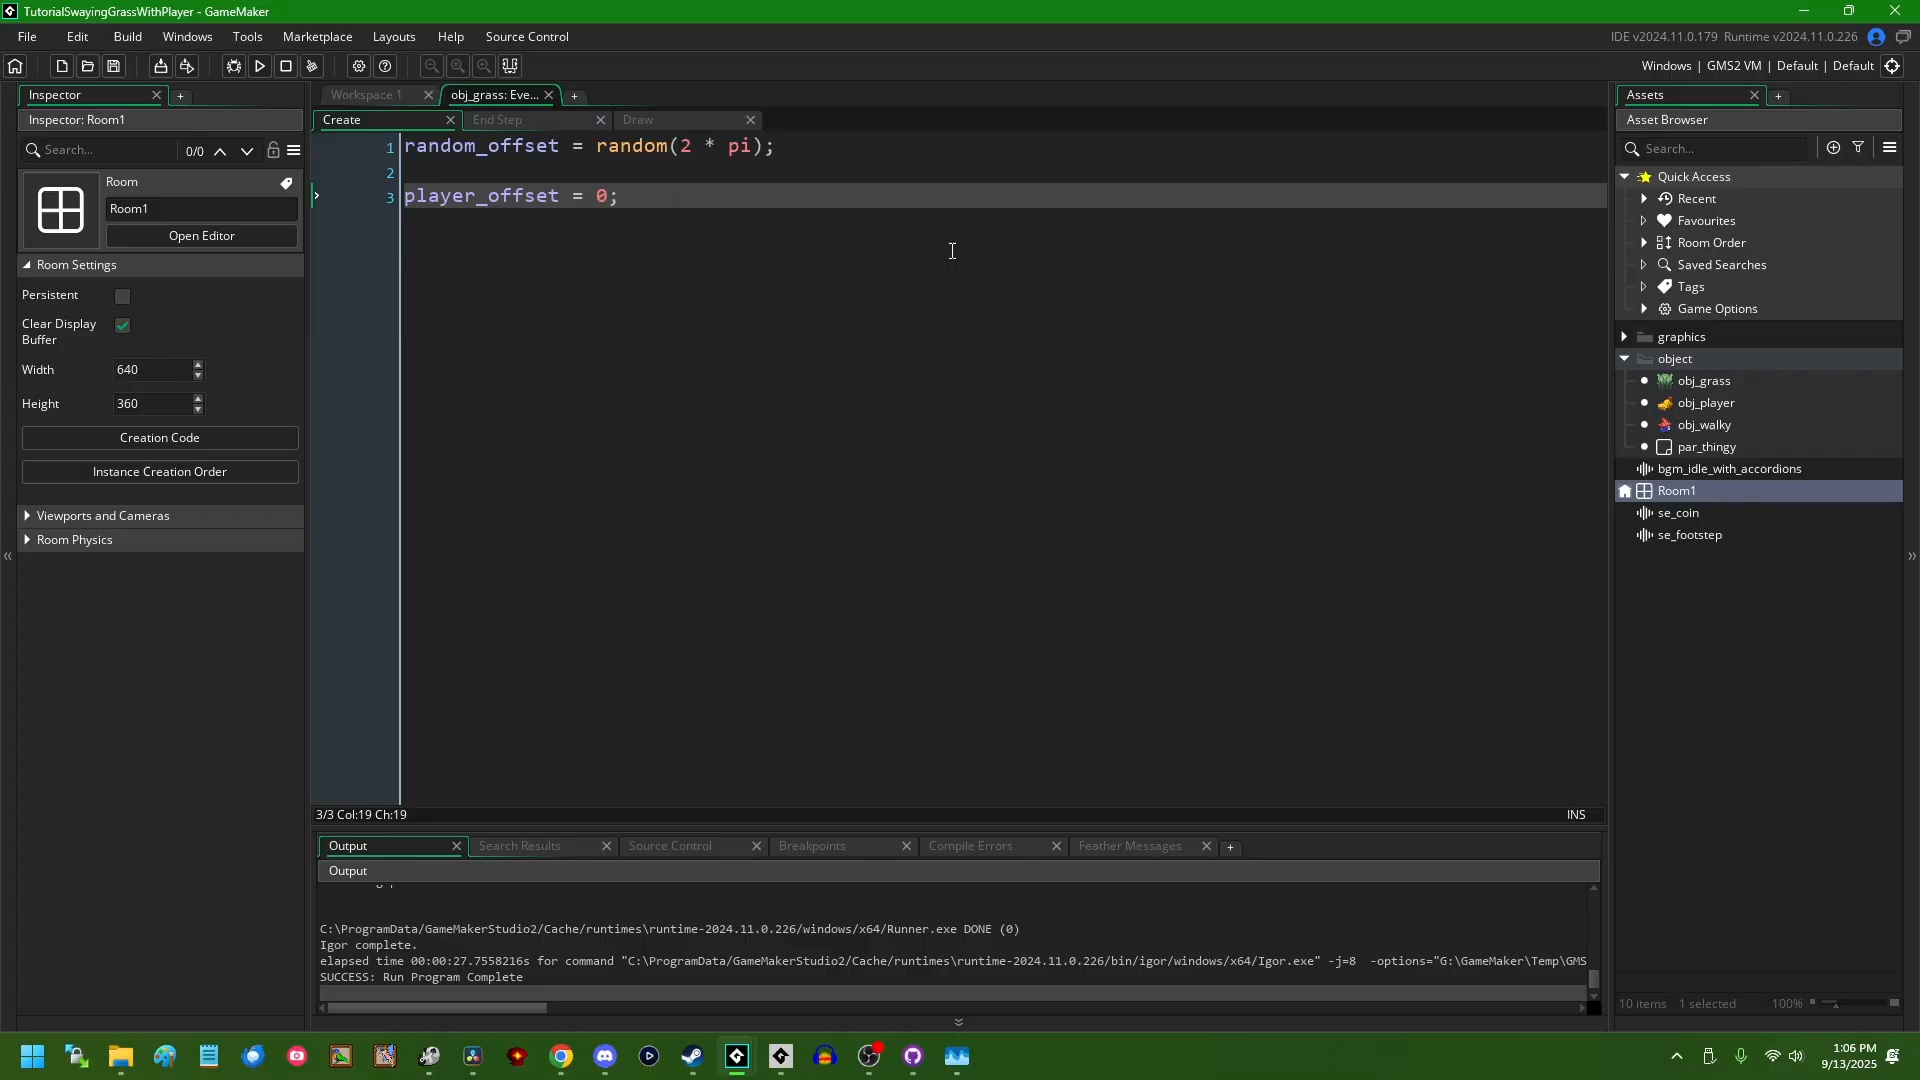 TutorialSwayingGrassWithPlayer - GameMaker
File Edit Build Windows Tools Marketplace Layouts Help Source Control
IDE v2024.11.0.179 Runtime v2024.11.0.226
Windows | GMS2 VM | Default | Default
Inspector
Inspector: Room1
Search...
0/0
Room
Room1
Open Editor
Room Settings
Persistent
Clear Display
Buffer
Width 640
Height 360
Creation Code
Instance Creation Order
Viewports and Cameras
Room Physics
Workspace 1
obj_grass: Eve...
Create
End Step
Draw
1 random_offset = random(2 * pi);
2
3 player_offset = 0;
3/3 Col:19 Ch:19
INS
Output
Search Results
Source Control
Breakpoints
Compile Errors
Feather Messages
Output
C:\ProgramData/GameMakerStudio2/Cache/runtimes\runtime-2024.11.0.226/windows/x64/Runner.exe DONE (0)
Igor complete.
elapsed time 00:00:27.7558216s for command "C:\ProgramData/GameMakerStudio2/Cache/runtimes\runtime-2024.11.0.226/bin/igor/windows/x64/Igor.exe" -j=8 -options="G:\GameMaker\Temp\GMS
SUCCESS: Run Program Complete
Assets
Asset Browser
Search...
Quick Access
Recent
Favourites
Room Order
Saved Searches
Tags
Game Options
graphics
object
obj_grass
obj_player
obj_walky
par_thingy
bgm_idle_with_accordions
Room1
se_coin
se_footstep
10 items 1 selected 100%
1:06 PM
9/13/2025